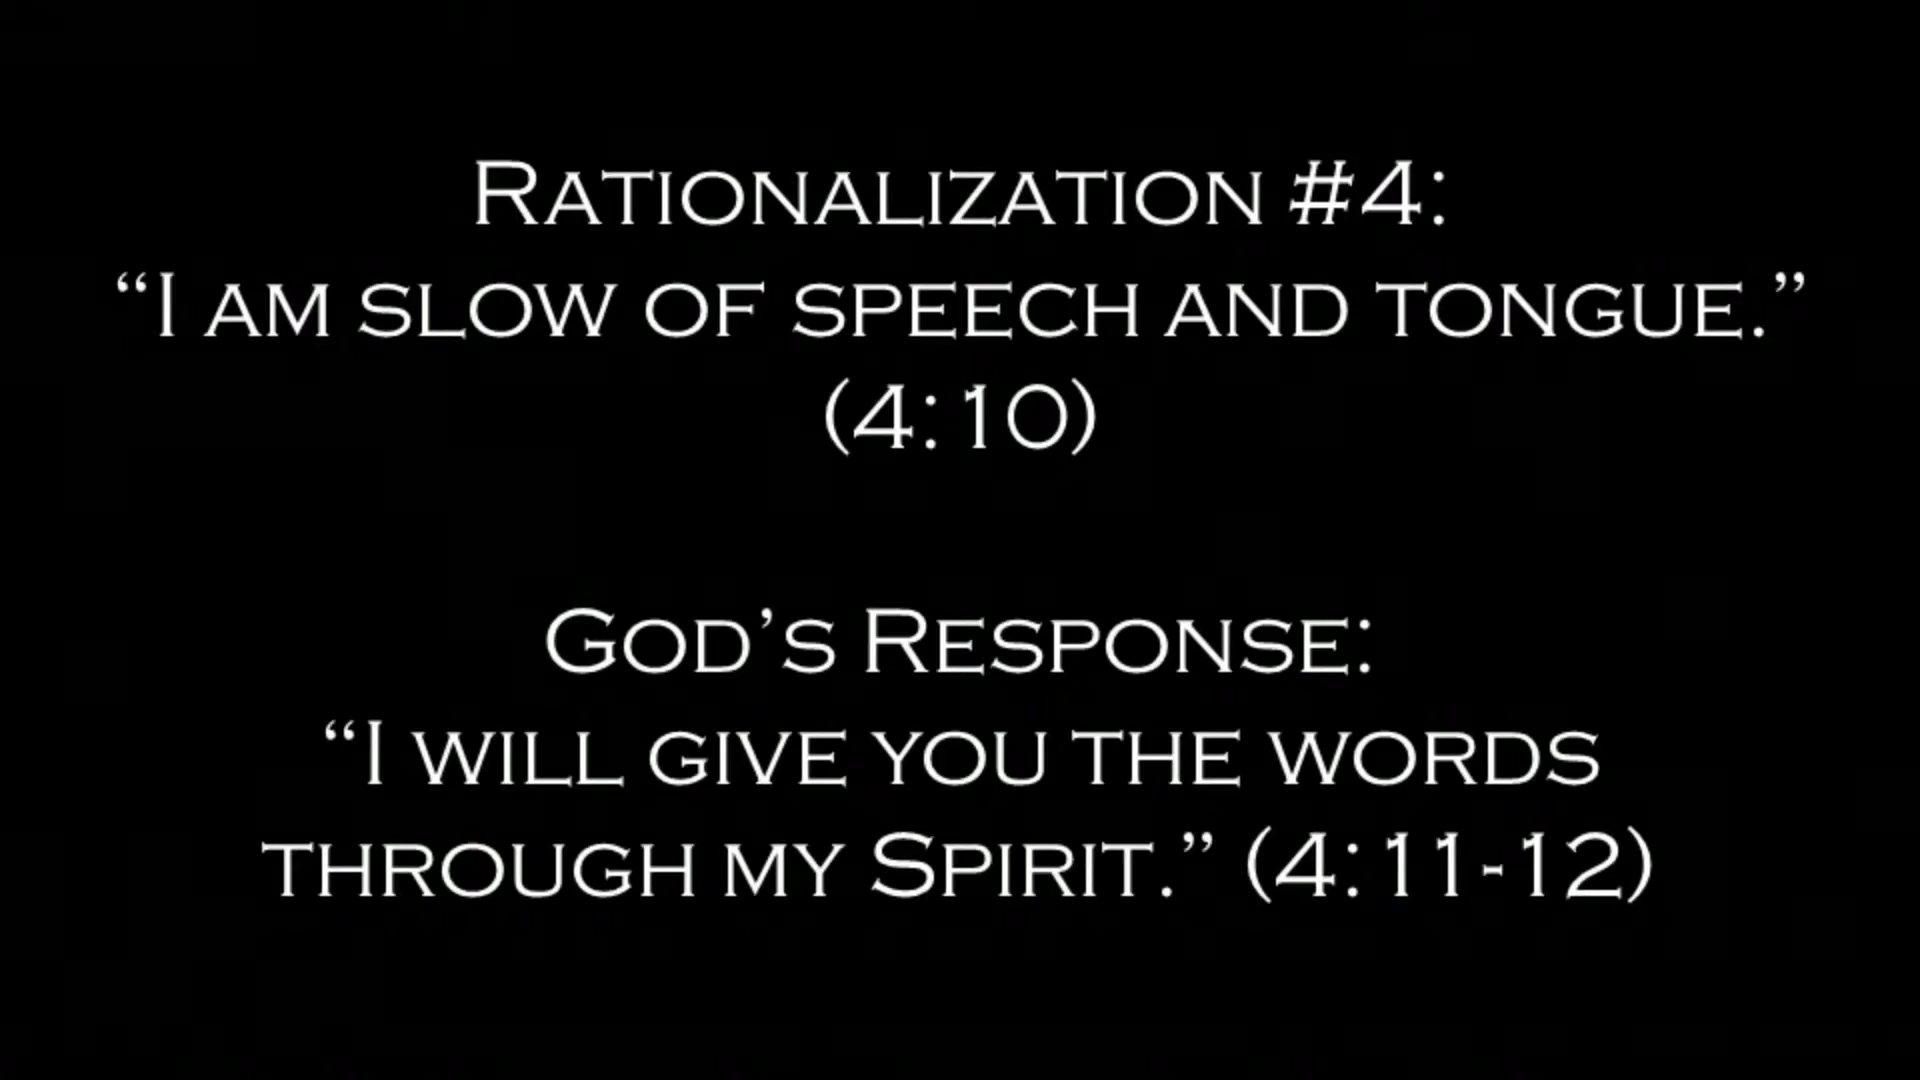 Rationalization #4:
“I am slow of speech and tongue.”
(4:10)
God’s Response:
“I will give you the words
through my Spirit.” (4:11-12)